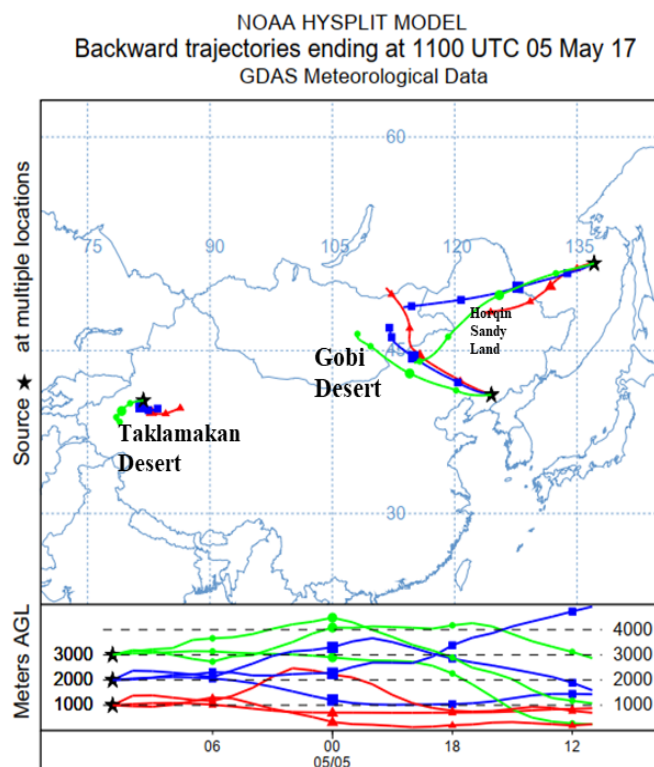 NOAA HYSPLIT MODEL
Backward trajectories ending at 1100 UTC 05 May 17
GDAS Meteorological Data
Source ★ at multiple locations
60
75 90 105 120 135
Horqin
Sandy
Land
45
Gobi
Desert
Taklamakan
Desert
30
Meters AGL
4000
3000 3000
2000 2000
1000 1000
06 00 18 12
05/05